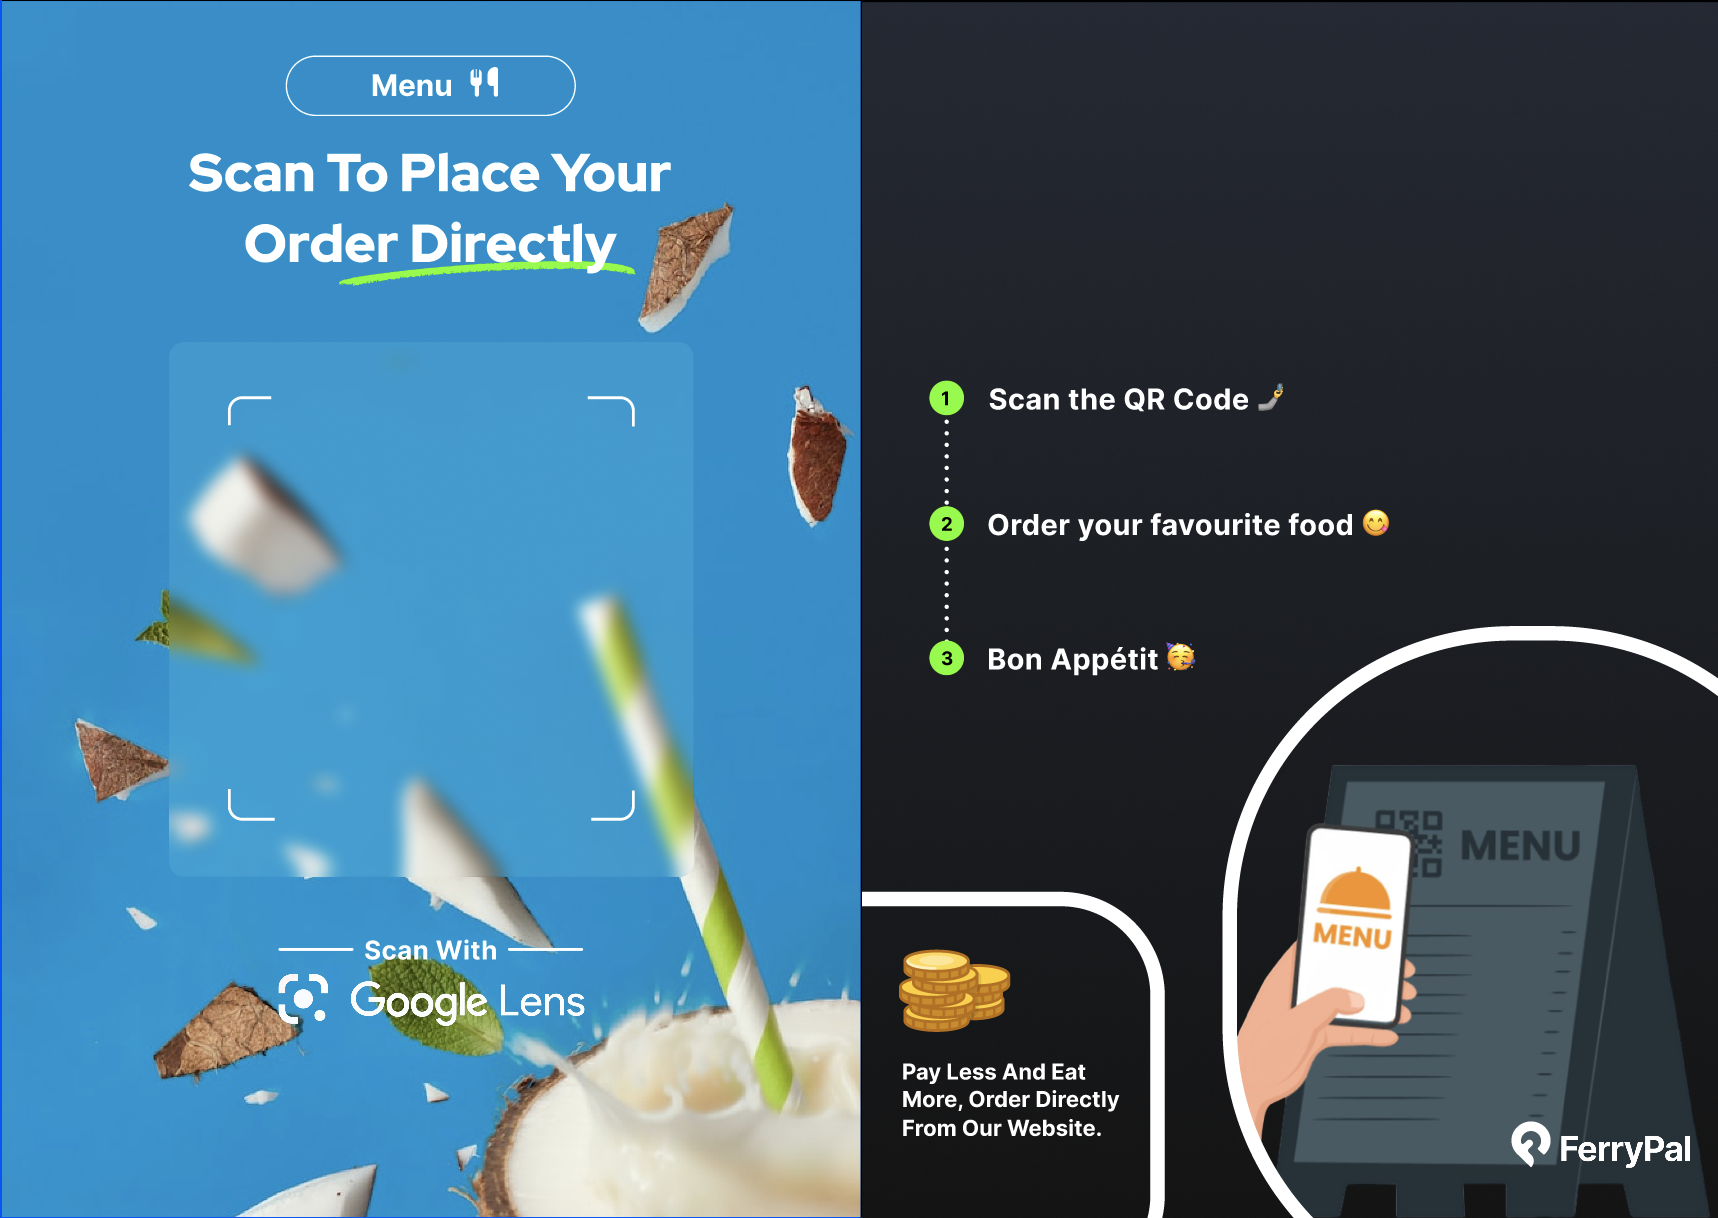 Menu
Scan To Place Your
Order Directly
Scan With
Google Lens
1 Scan the QR Code
2 Order your favourite food
3 Bon Appétit
MENU
MENU
Pay Less And Eat
More, Order Directly
From Our Website.
FerryPal